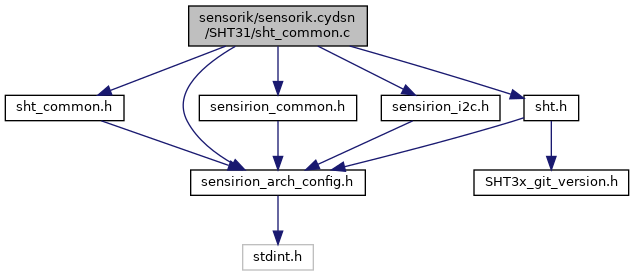 sensorik/sensorik.cydsn
/SHT31/sht_common.c
sht_common.h
sensirion_common.h
sensirion_i2c.h
sht.h
sensirion_arch_config.h
SHT3x_git_version.h
stdint.h